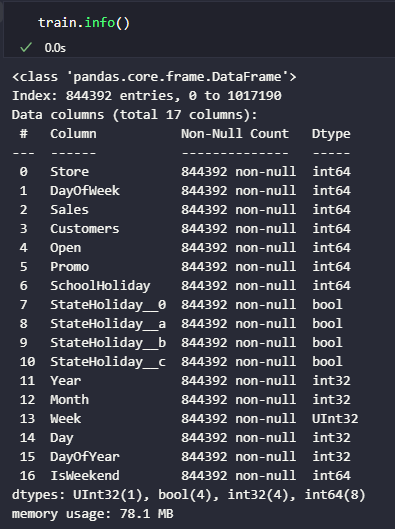 train.info()
0.0s
<class 'pandas.core.frame.DataFrame'>
Index: 844392 entries, 0 to 1017190
Data columns (total 17 columns):
 #   Column          Non-Null Count   Dtype
---  ------          --------------   -----
 0   Store           844392 non-null  int64
 1   DayOfWeek       844392 non-null  int64
 2   Sales           844392 non-null  int64
 3   Customers       844392 non-null  int64
 4   Open            844392 non-null  int64
 5   Promo           844392 non-null  int64
 6   SchoolHoliday   844392 non-null  int64
 7   StateHoliday__0 844392 non-null  bool
 8   StateHoliday__a 844392 non-null  bool
 9   StateHoliday__b 844392 non-null  bool
 10  StateHoliday__c 844392 non-null  bool
 11  Year            844392 non-null  int32
 12  Month           844392 non-null  int32
 13  Week            844392 non-null  UInt32
 14  Day             844392 non-null  int32
 15  DayOfYear       844392 non-null  int32
 16  IsWeekend       844392 non-null  int64
dtypes: UInt32(1), bool(4), int32(4), int64(8)
memory usage: 78.1 MB